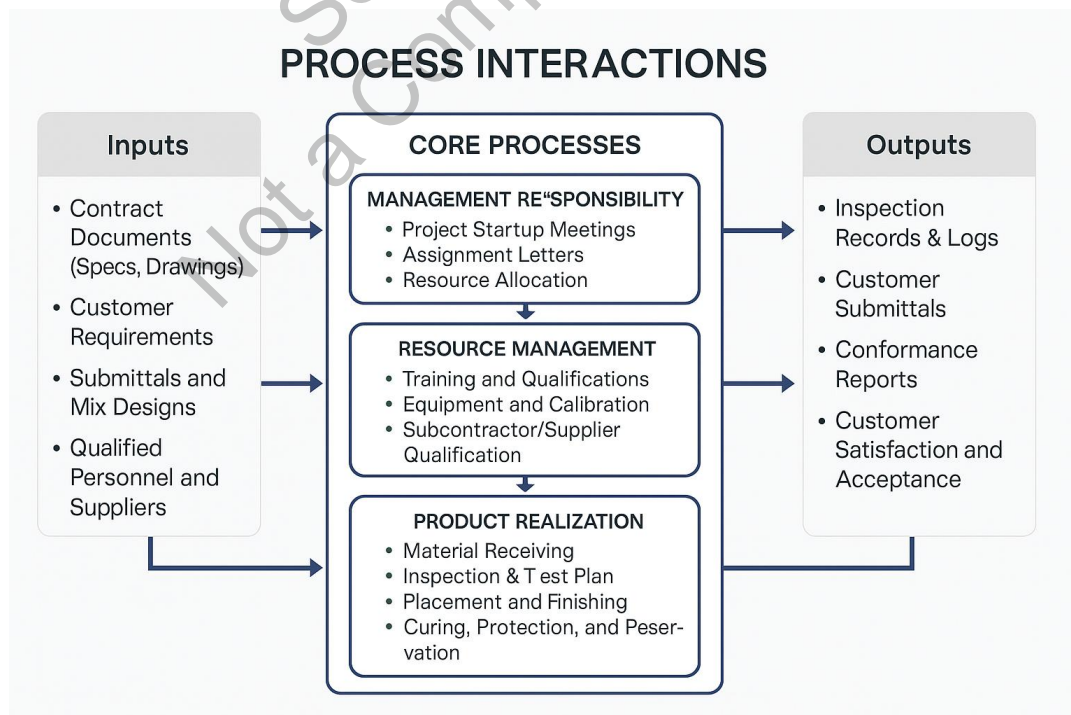 PROCESS INTERACTIONS
Inputs
• Contract
Documents
(Specs, Drawings)
• Customer
Requirements
• Submittals and
Mix Designs
• Qualified
Personnel and
Suppliers
CORE PROCESSES
MANAGEMENT RE“SPONSIBILITY
• Project Startup Meetings
• Assignment Letters
• Resource Allocation
RESOURCE MANAGEMENT
• Training and Qualifications
• Equipment and Calibration
• Subcontractor/Supplier
Qualification
PRODUCT REALIZATION
• Material Receiving
• Inspection & T est Plan
• Placement and Finishing
• Curing, Protection, and Peser-
vation
Outputs
• Inspection
Records & Logs
• Customer
Submittals
• Conformance
Reports
• Customer
Satisfaction and
Acceptance
Not a